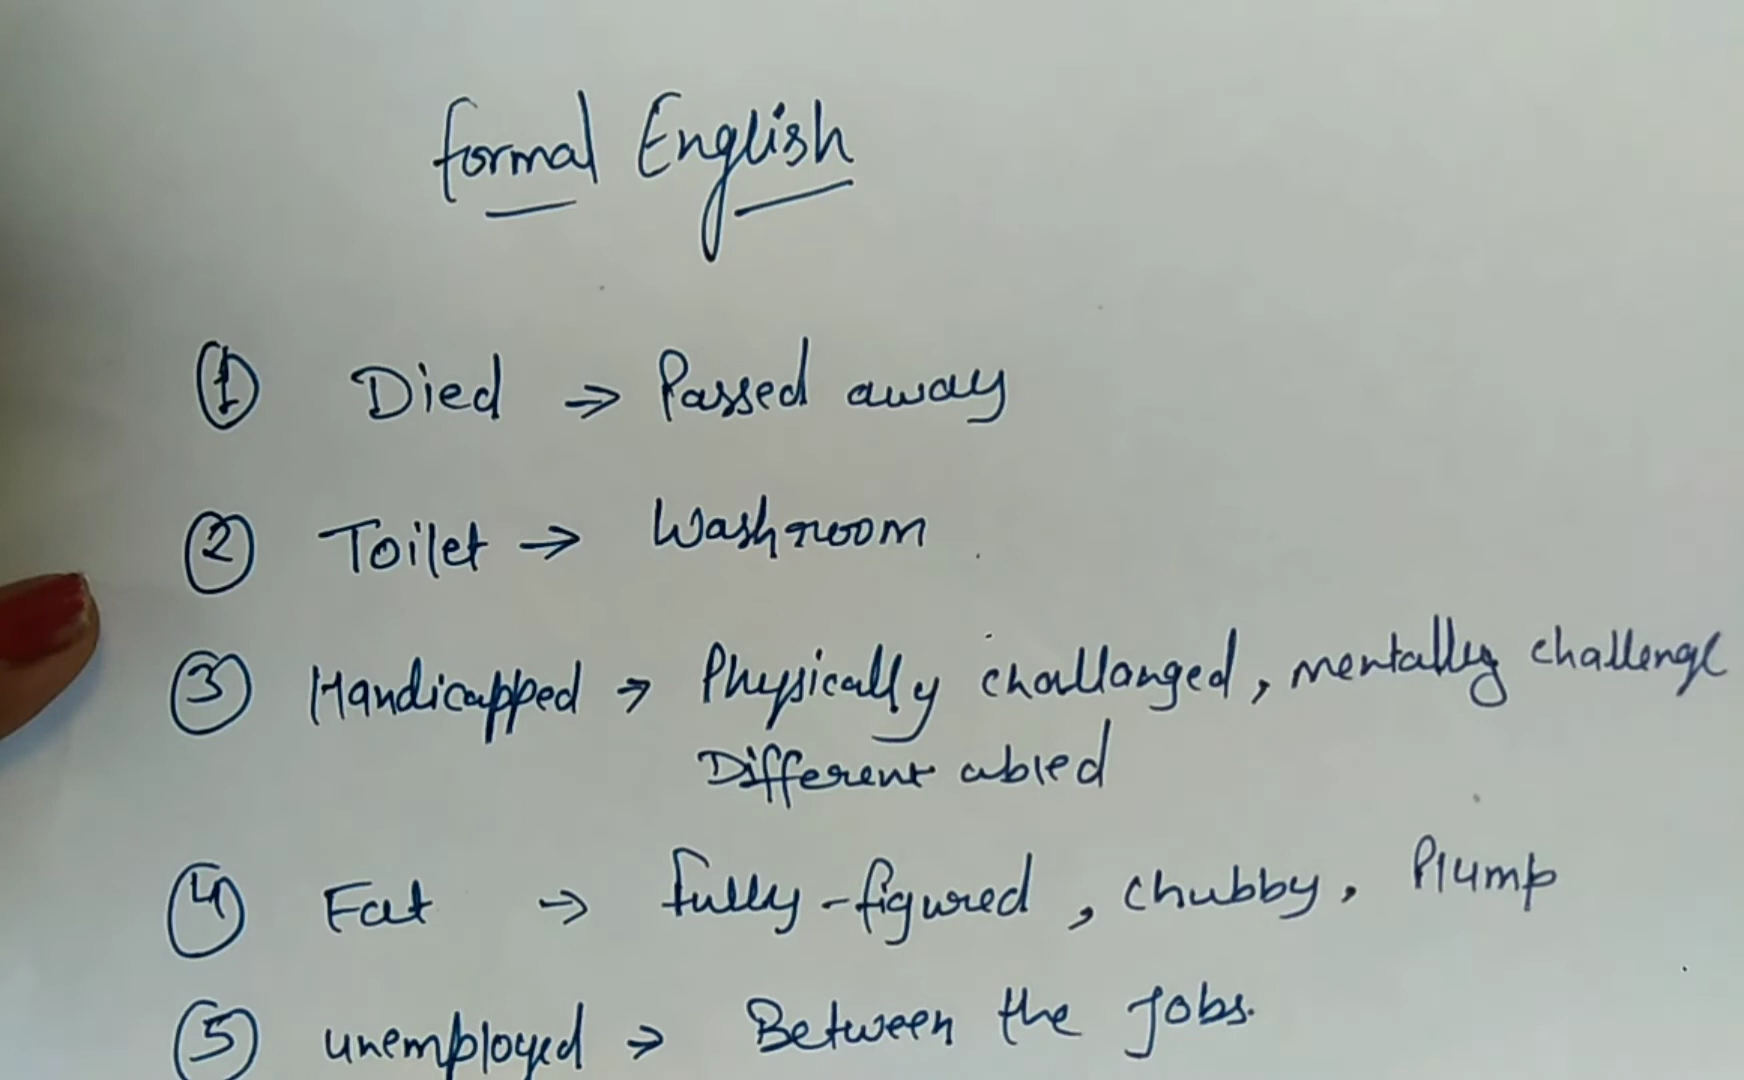 formal English
① Died → Passed away
② Toilet → Washroom
③ Handicapped → Physically challanged, mentally challenge
Different abled
④ Fat → fully-figured, chubby, Plump
⑤ unemployed → Between the Jobs.